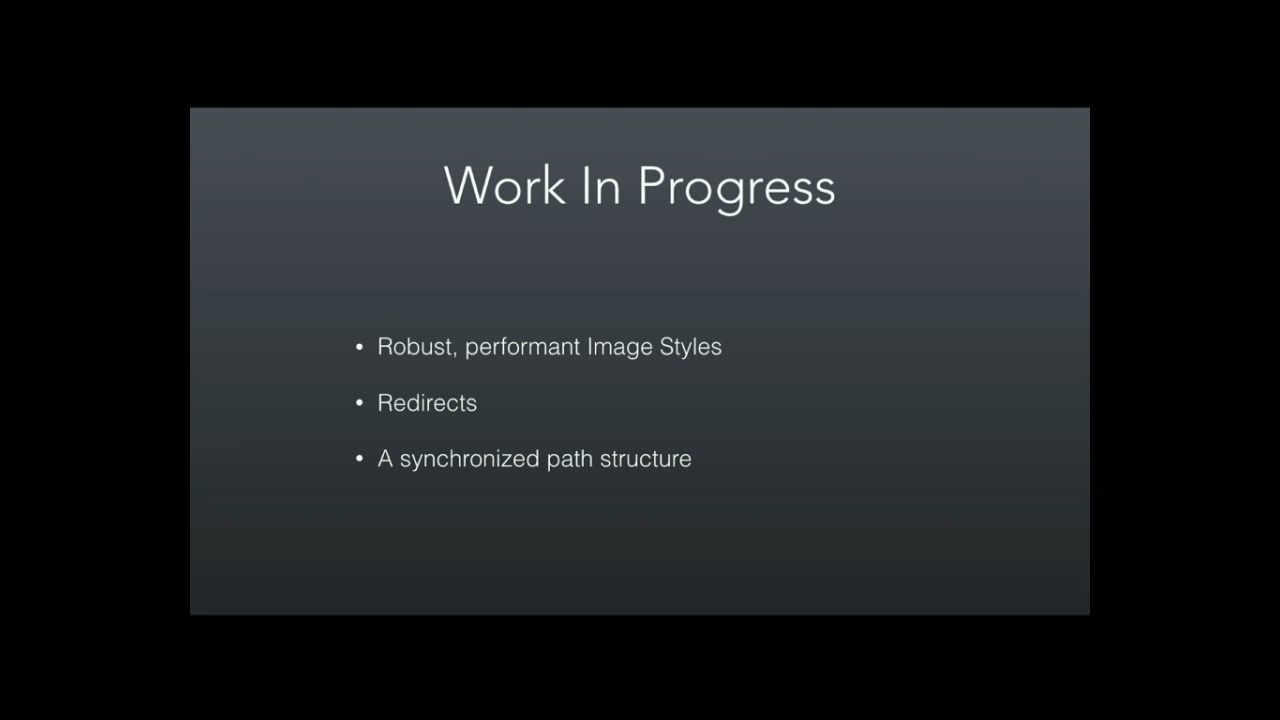 Work In Progress
• Robust, performant Image Styles
• Redirects
• A synchronized path structure